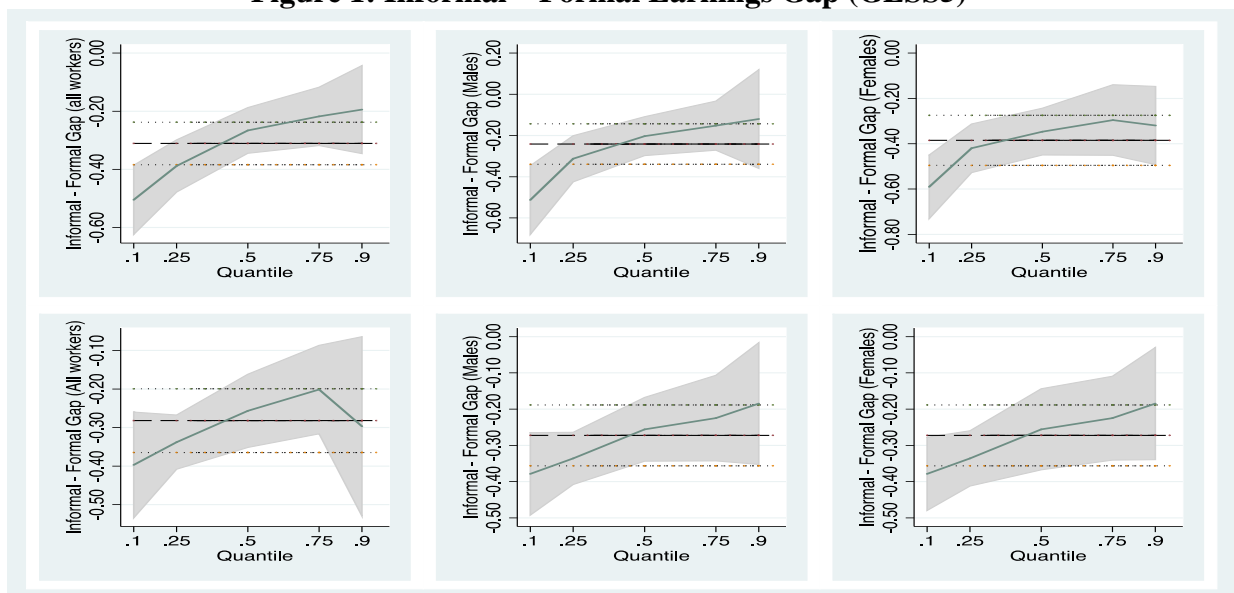 Informal – Formal Earnings Gap
Informal - Formal Gap (all workers)
0.00
-0.20
-0.40
-0.60
.1 .25 .5 .75 .9
Quantile
Informal - Formal Gap (Males)
0.20
0.00
-0.20
-0.40
-0.60
.1 .25 .5 .75 .9
Quantile
Informal - Formal Gap (Females)
0.00
-0.20
-0.40
-0.60
-0.80
.1 .25 .5 .75 .9
Quantile
Informal - Formal Gap (All workers)
-0.10
-0.20
-0.30
-0.40
-0.50
.1 .25 .5 .75 .9
Quantile
Informal - Formal Gap (Males)
0.00
-0.10
-0.20
-0.30
-0.40
-0.50
.1 .25 .5 .75 .9
Quantile
Informal - Formal Gap (Females)
0.00
-0.10
-0.20
-0.30
-0.40
-0.50
.1 .25 .5 .75 .9
Quantile